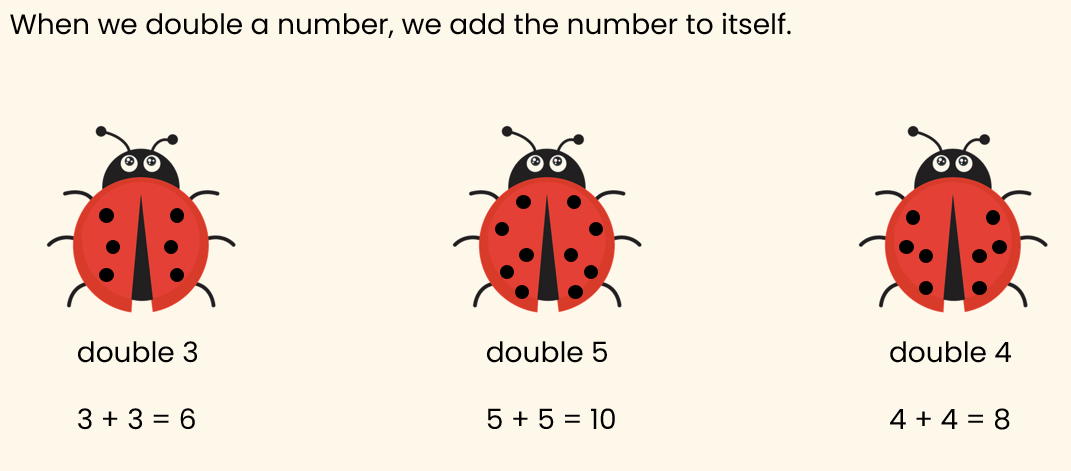 When we double a number, we add the number to itself.
double 3
double 5
double 4
3 + 3 = 6
5 + 5 = 10
4 + 4 = 8